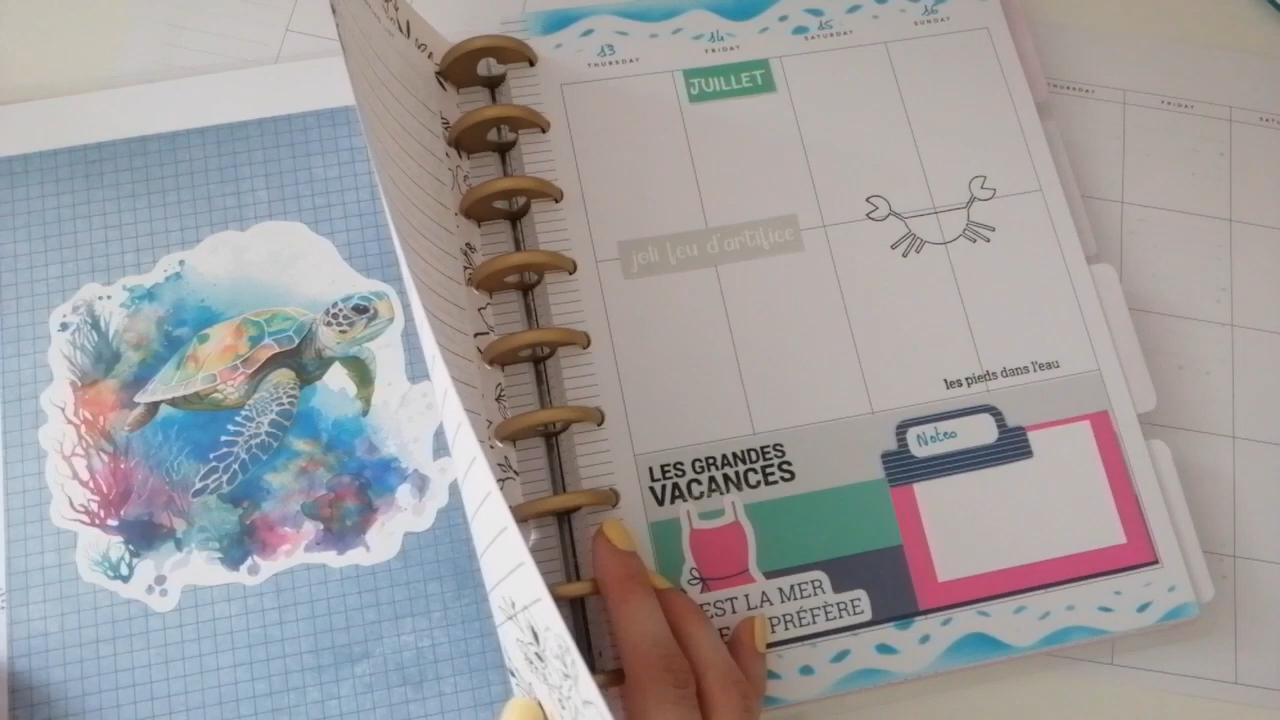 13
THURSDAY
14
FRIDAY
15
SATURDAY
16
SUNDAY
JUILLET
joli feu d'artifice
les pieds dans l'eau
LES GRANDES
VACANCES
Notes
EST LA MER
PRÉFÈRE
THURSDAY
FRIDAY